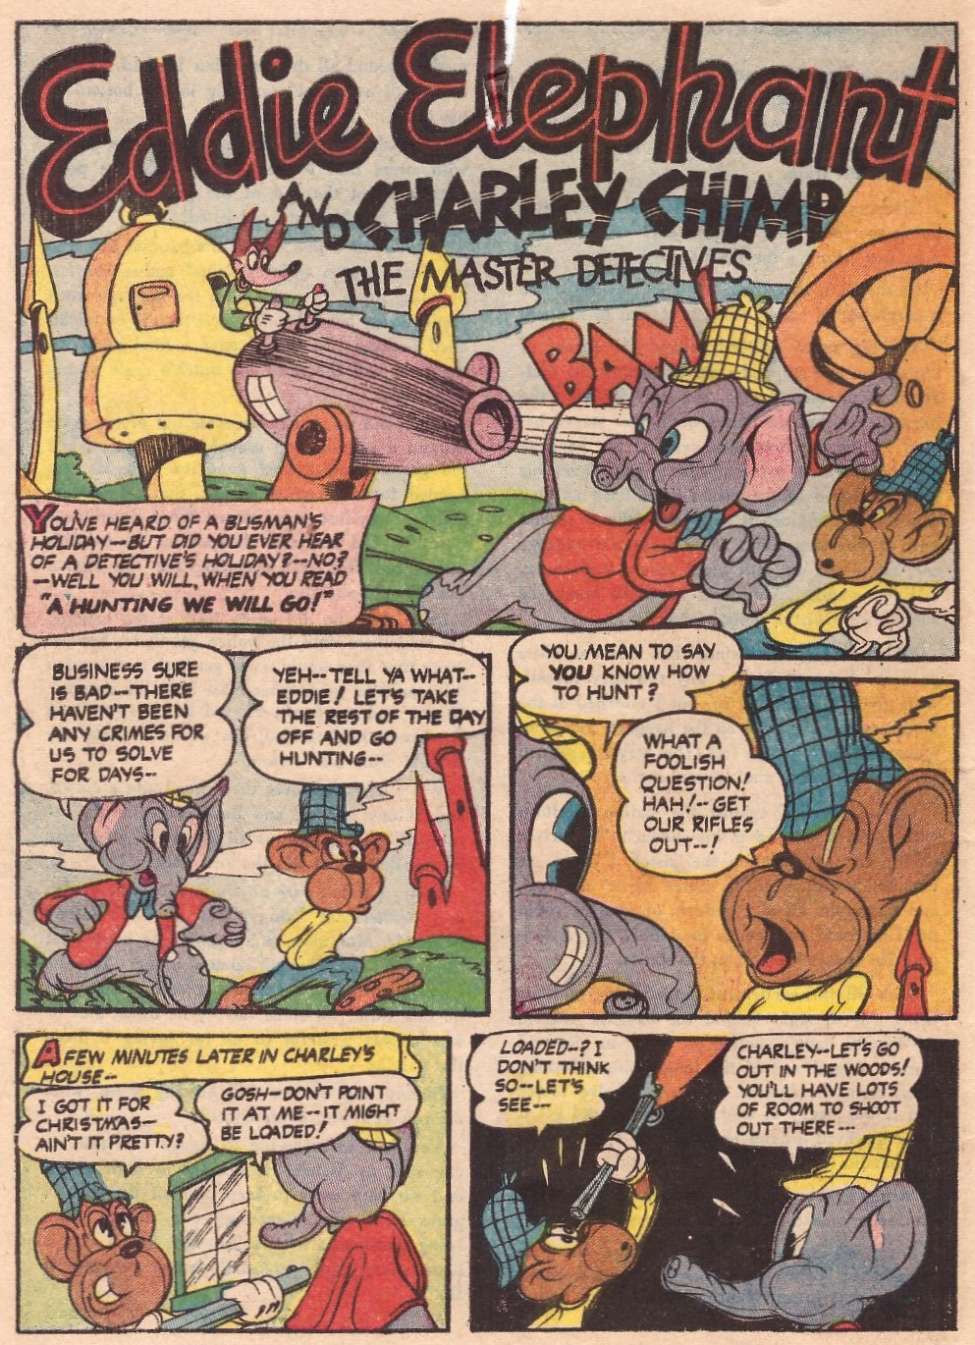 Eddie Elephant
AND CHARLEY CHIMP
THE MASTER DETECTIVES
BAM!
YOU'VE HEARD OF A BUSMAN'S
HOLIDAY--BUT DID YOU EVER HEAR
OF A DETECTIVE'S HOLIDAY?--NO?
--WELL YOU WILL, WHEN YOU READ
"A HUNTING WE WILL GO!"
BUSINESS SURE
IS BAD--THERE
HAVEN'T BEEN
ANY CRIMES FOR
US TO SOLVE
FOR DAYS--
YEH--TELL YA WHAT--
EDDIE! LET'S TAKE
THE REST OF THE DAY
OFF AND GO
HUNTING--
YOU MEAN TO SAY
YOU KNOW HOW
TO HUNT?
WHAT A
FOOLISH
QUESTION!
HAH!--GET
OUR RIFLES
OUT--!
A FEW MINUTES LATER IN CHARLEY'S
HOUSE--
I GOT IT FOR
CHRISTMAS--
AIN'T IT PRETTY?
GOSH--DON'T POINT
IT AT ME--IT MIGHT
BE LOADED!
LOADED--? I
DON'T THINK
SO--LET'S
SEE---
CHARLEY--LET'S GO
OUT IN THE WOODS!
YOU'LL HAVE LOTS
OF ROOM TO SHOOT
OUT THERE---